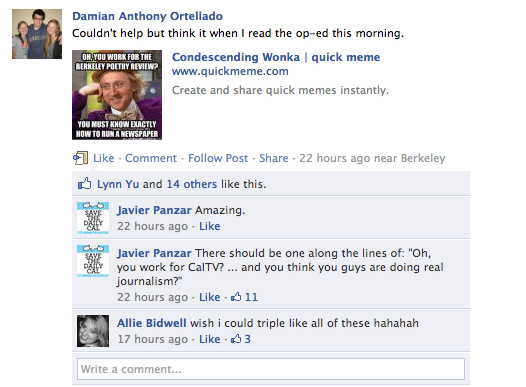 Damian Anthony Ortellado
Couldn't help but think it when I read the op-ed this morning.
OH, YOU WORK FOR THE
BERKELEY POETRY REVIEW?
YOU MUST KNOW EXACTLY
HOW TO RUN A NEWSPAPER
Condescending Wonka | quick meme
www.quickmeme.com
Create and share quick memes instantly.
Like · Comment · Follow Post · Share · 22 hours ago near Berkeley
Lynn Yu and 14 others like this.
SAVE
THE
DAILY
CAL
Javier Panzar Amazing.
22 hours ago · Like
SAVE
THE
DAILY
CAL
Javier Panzar There should be one along the lines of: "Oh,
you work for CalTV? ... and you think you guys are doing real
journalism?"
22 hours ago · Like · 11
Allie Bidwell wish i could triple like all of these hahahah
17 hours ago · Like · 3
Write a comment...